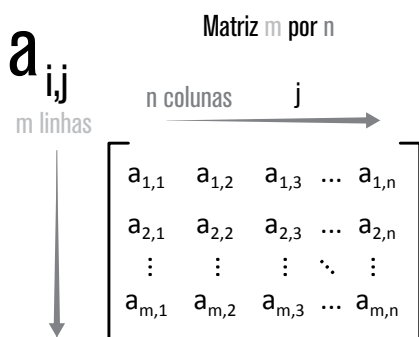 Matriz m por n
a i,j
n colunas j
m linhas
a1,1 a1,2 a1,3 ... a1,n
a2,1 a2,2 a2,3 ... a2,n
⋮ ⋮ ⋮ ⋱ ⋮
am,1 am,2 am,3 ... am,n